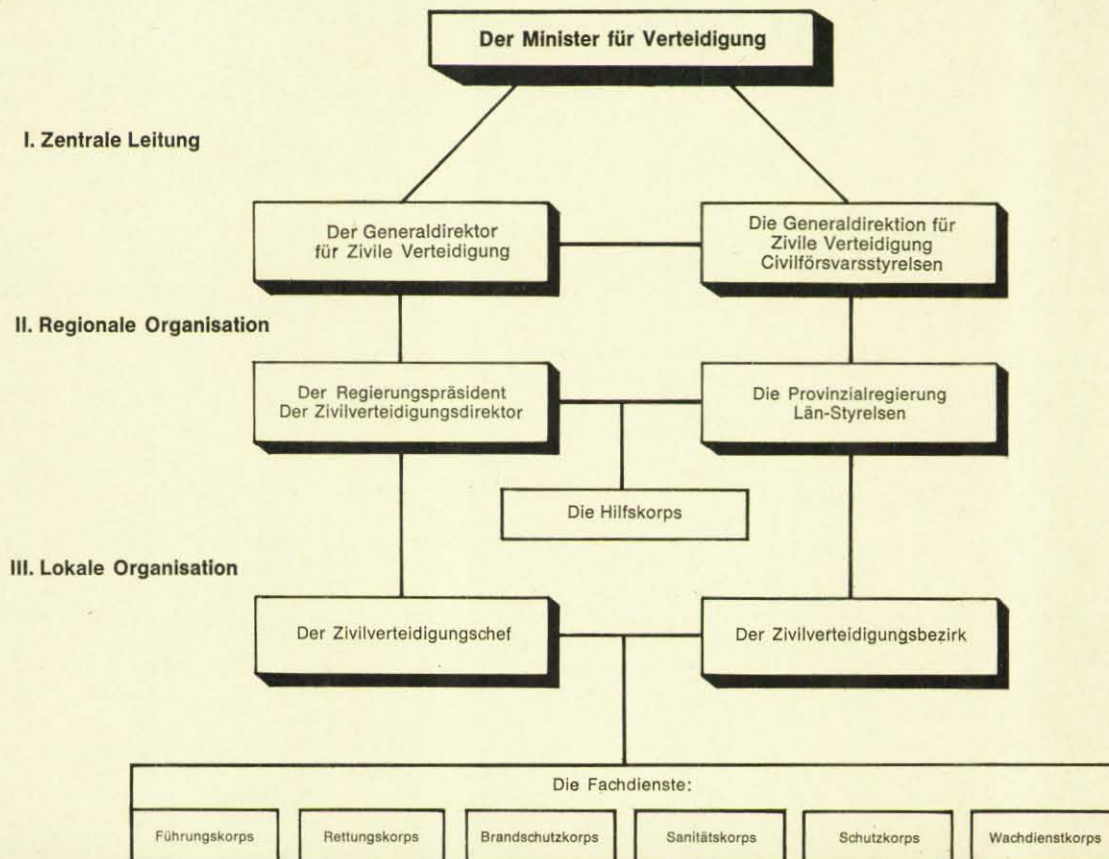 Der Minister für Verteidigung
I. Zentrale Leitung
Der Generaldirektor
für Zivile Verteidigung
Die Generaldirektion für
Zivile Verteidigung
Civilförsvarsstyrelsen
II. Regionale Organisation
Der Regierungspräsident
Der Zivilverteidigungsdirektor
Die Provinzialregierung
Län-Styrelsen
Die Hilfskorps
III. Lokale Organisation
Der Zivilverteidigungschef
Der Zivilverteidigungsbezirk
Die Fachdienste:
Führungskorps
Rettungskorps
Brandschutzkorps
Sanitätskorps
Schutzkorps
Wachdienstkorps